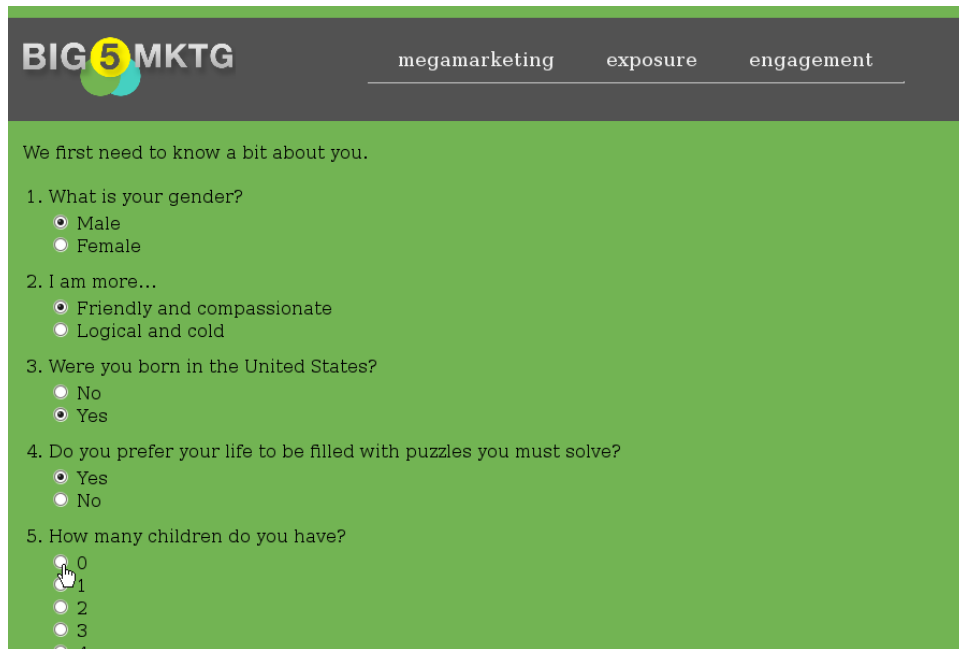 BIG 5 MKTG
megamarketing exposure engagement
We first need to know a bit about you.
1. What is your gender?
Male
Female
2. I am more...
Friendly and compassionate
Logical and cold
3. Were you born in the United States?
No
Yes
4. Do you prefer your life to be filled with puzzles you must solve?
Yes
No
5. How many children do you have?
0
1
2
3